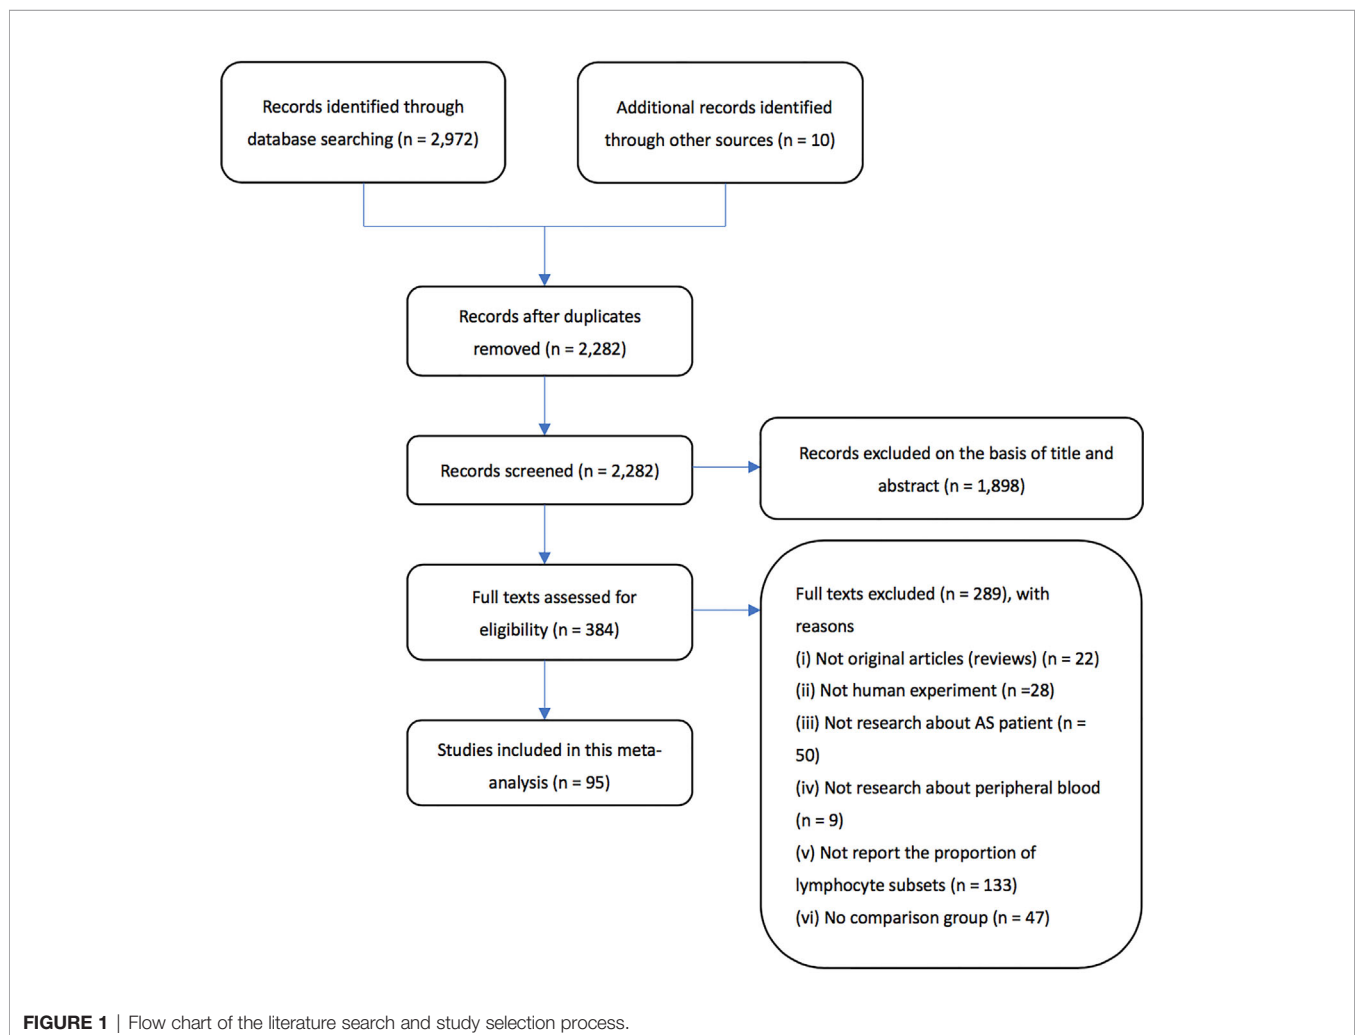 Records identified through
database searching (n = 2,972)
Additional records identified
through other sources (n = 10)
Records after duplicates
removed (n = 2,282)
Records screened (n = 2,282)
Records excluded on the basis of title and
abstract (n = 1,898)
Full texts assessed for
eligibility (n = 384)
Full texts excluded (n = 289), with
reasons
(i) Not original articles (reviews) (n = 22)
(ii) Not human experiment (n =28)
(iii) Not research about AS patient (n =
50)
(iv) Not research about peripheral blood
(n = 9)
(v) Not report the proportion of
lymphocyte subsets (n = 133)
(vi) No comparison group (n = 47)
Studies included in this meta-
analysis (n = 95)
FIGURE 1 | Flow chart of the literature search and study selection process.